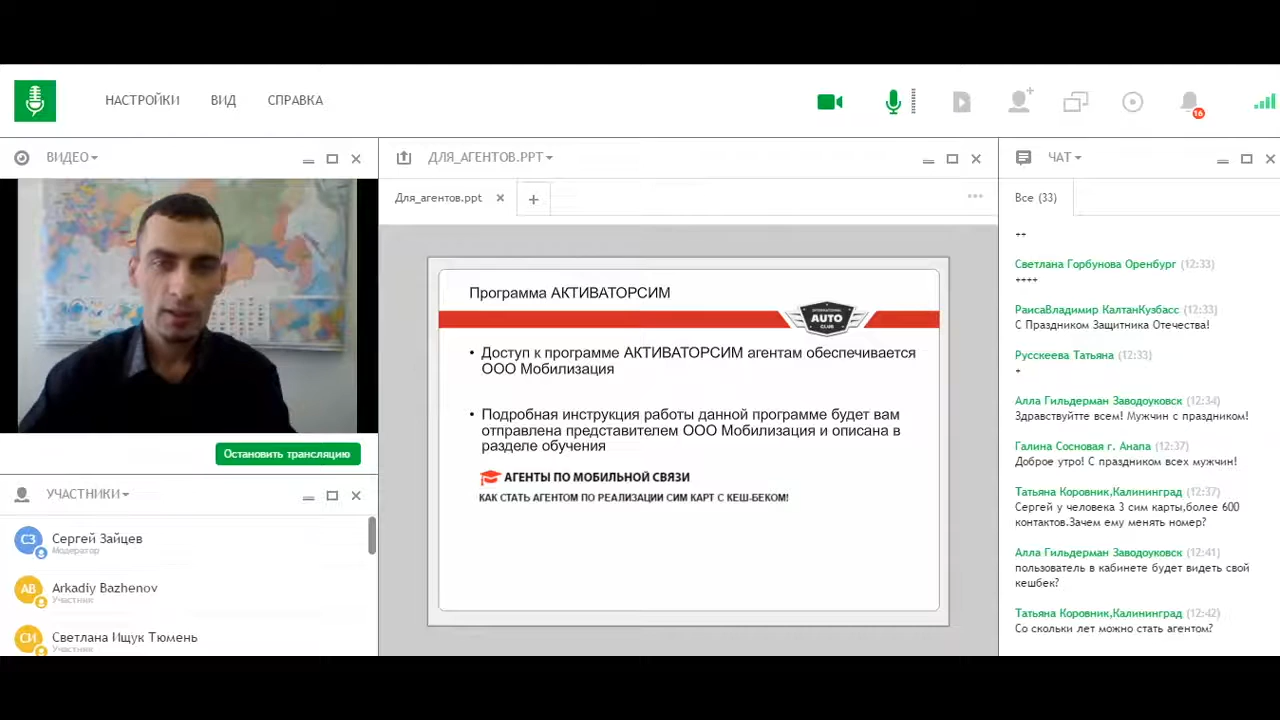 НАСТРОЙКИ
ВИД
СПРАВКА
16
ВИДЕО
ДЛЯ_АГЕНТОВ.PPT
ЧАТ
Для_агентов.ppt
+
Все (33)
Программа АКТИВАТОРСИМ
INTERNATIONAL
AUTO
CLUB
• Доступ к программе АКТИВАТОРСИМ агентам обеспечивается
ООО Мобилизация
• Подробная инструкция работы данной программе будет вам
отправлена представителем ООО Мобилизация и описана в
разделе обучения
АГЕНТЫ ПО МОБИЛЬНОЙ СВЯЗИ
КАК СТАТЬ АГЕНТОМ ПО РЕАЛИЗАЦИИ СИМ КАРТ С КЕШ-БЕКОМ!
Остановить трансляцию
УЧАСТНИКИ
СЗ
Сергей Зайцев
Модератор
AB
Arkadiy Bazhenov
Участник
СИ
Светлана Ищук Тюмень
Участник
++
Светлана Горбунова Оренбург (12:33)
++++
РаисаВладимир КалтанКузбасс (12:33)
С Праздником Защитника Отечества!
Русскеева Татьяна (12:33)
+
Алла Гильдерман Заводоуковск (12:34)
Здравствуйтте всем! Мужчин с праздником!
Галина Сосновая г. Анапа (12:37)
Доброе утро! С праздником всех мужчин!
Татьяна Коровник,Калининград (12:37)
Сергей у человека 3 сим карты,более 600
контактов.Зачем ему менять номер?
Алла Гильдерман Заводоуковск (12:41)
пользователь в кабинете будет видеть свой
кешбек?
Татьяна Коровник,Калининград (12:42)
Со скольки лет можно стать агентом?